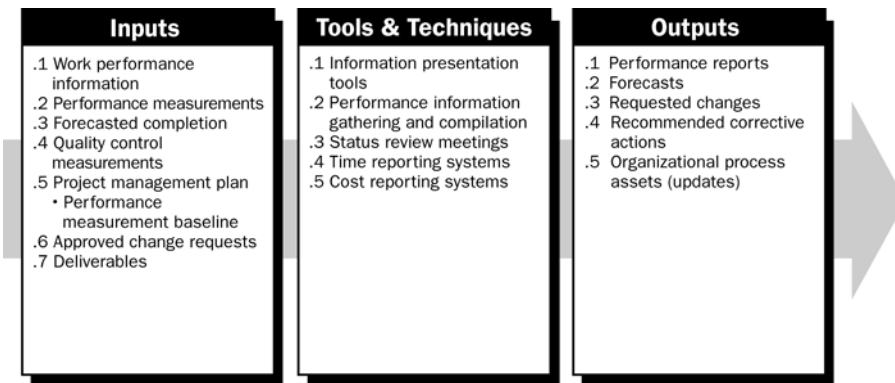 Inputs
.1 Work performance
information
.2 Performance measurements
.3 Forecasted completion
.4 Quality control
measurements
.5 Project management plan
• Performance
measurement baseline
.6 Approved change requests
.7 Deliverables
Tools & Techniques
.1 Information presentation
tools
.2 Performance information
gathering and compilation
.3 Status review meetings
.4 Time reporting systems
.5 Cost reporting systems
Outputs
.1 Performance reports
.2 Forecasts
.3 Requested changes
.4 Recommended corrective
actions
.5 Organizational process
assets (updates)